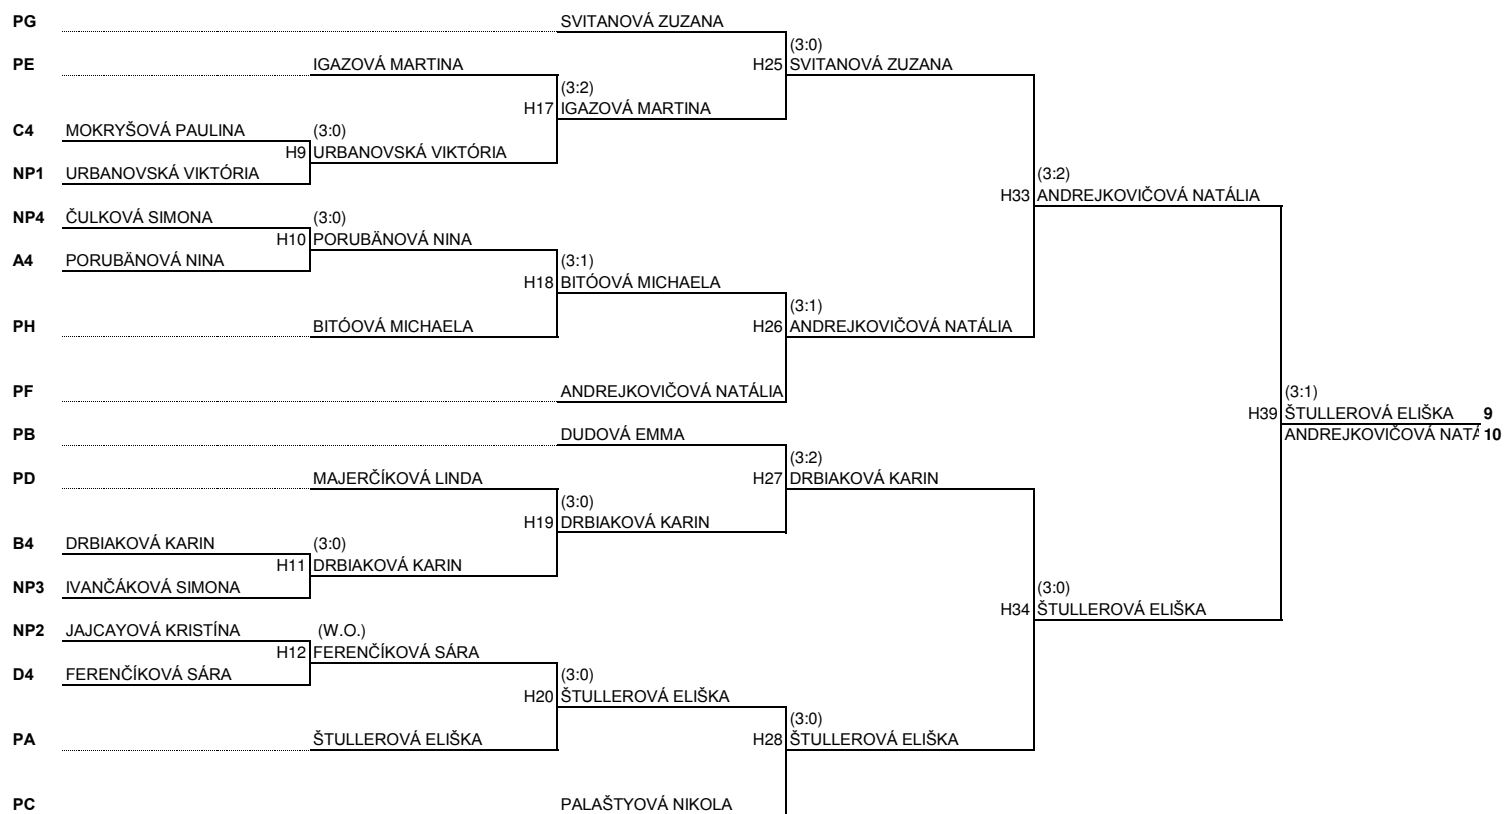 PG SVITANOVÁ ZUZANA
(3:0)
PE IGAZOVÁ MARTINA H25 SVITANOVÁ ZUZANA
(3:2)
H17 IGAZOVÁ MARTINA
C4 MOKRYŠOVÁ PAULINA (3:0)
H9 URBANOVSKÁ VIKTÓRIA
NP1 URBANOVSKÁ VIKTÓRIA (3:2)
H33 ANDREJKOVIČOVÁ NATÁLIA
NP4 ČULKOVÁ SIMONA (3:0)
H10 PORUBÄNOVÁ NINA
A4 PORUBÄNOVÁ NINA (3:1)
H18 BITÓOVÁ MICHAELA
(3:1)
PH BITÓOVÁ MICHAELA H26 ANDREJKOVIČOVÁ NATÁLIA
PF ANDREJKOVIČOVÁ NATÁLIA (3:1)
H39 ŠTULLEROVÁ ELIŠKA 9
PB DUDOVÁ EMMA ANDREJKOVIČOVÁ NATÁ 10
(3:2)
PD MAJERČÍKOVÁ LINDA H27 DRBIAKOVÁ KARIN
(3:0)
H19 DRBIAKOVÁ KARIN
B4 DRBIAKOVÁ KARIN (3:0)
H11 DRBIAKOVÁ KARIN
NP3 IVANČÁKOVÁ SIMONA (3:0)
H34 ŠTULLEROVÁ ELIŠKA
NP2 JAJCAYOVÁ KRISTÍNA (W.O.)
H12 FERENČÍKOVÁ SÁRA
D4 FERENČÍKOVÁ SÁRA (3:0)
H20 ŠTULLEROVÁ ELIŠKA
(3:0)
PA ŠTULLEROVÁ ELIŠKA H28 ŠTULLEROVÁ ELIŠKA
PC PALAŠTYOVÁ NIKOLA